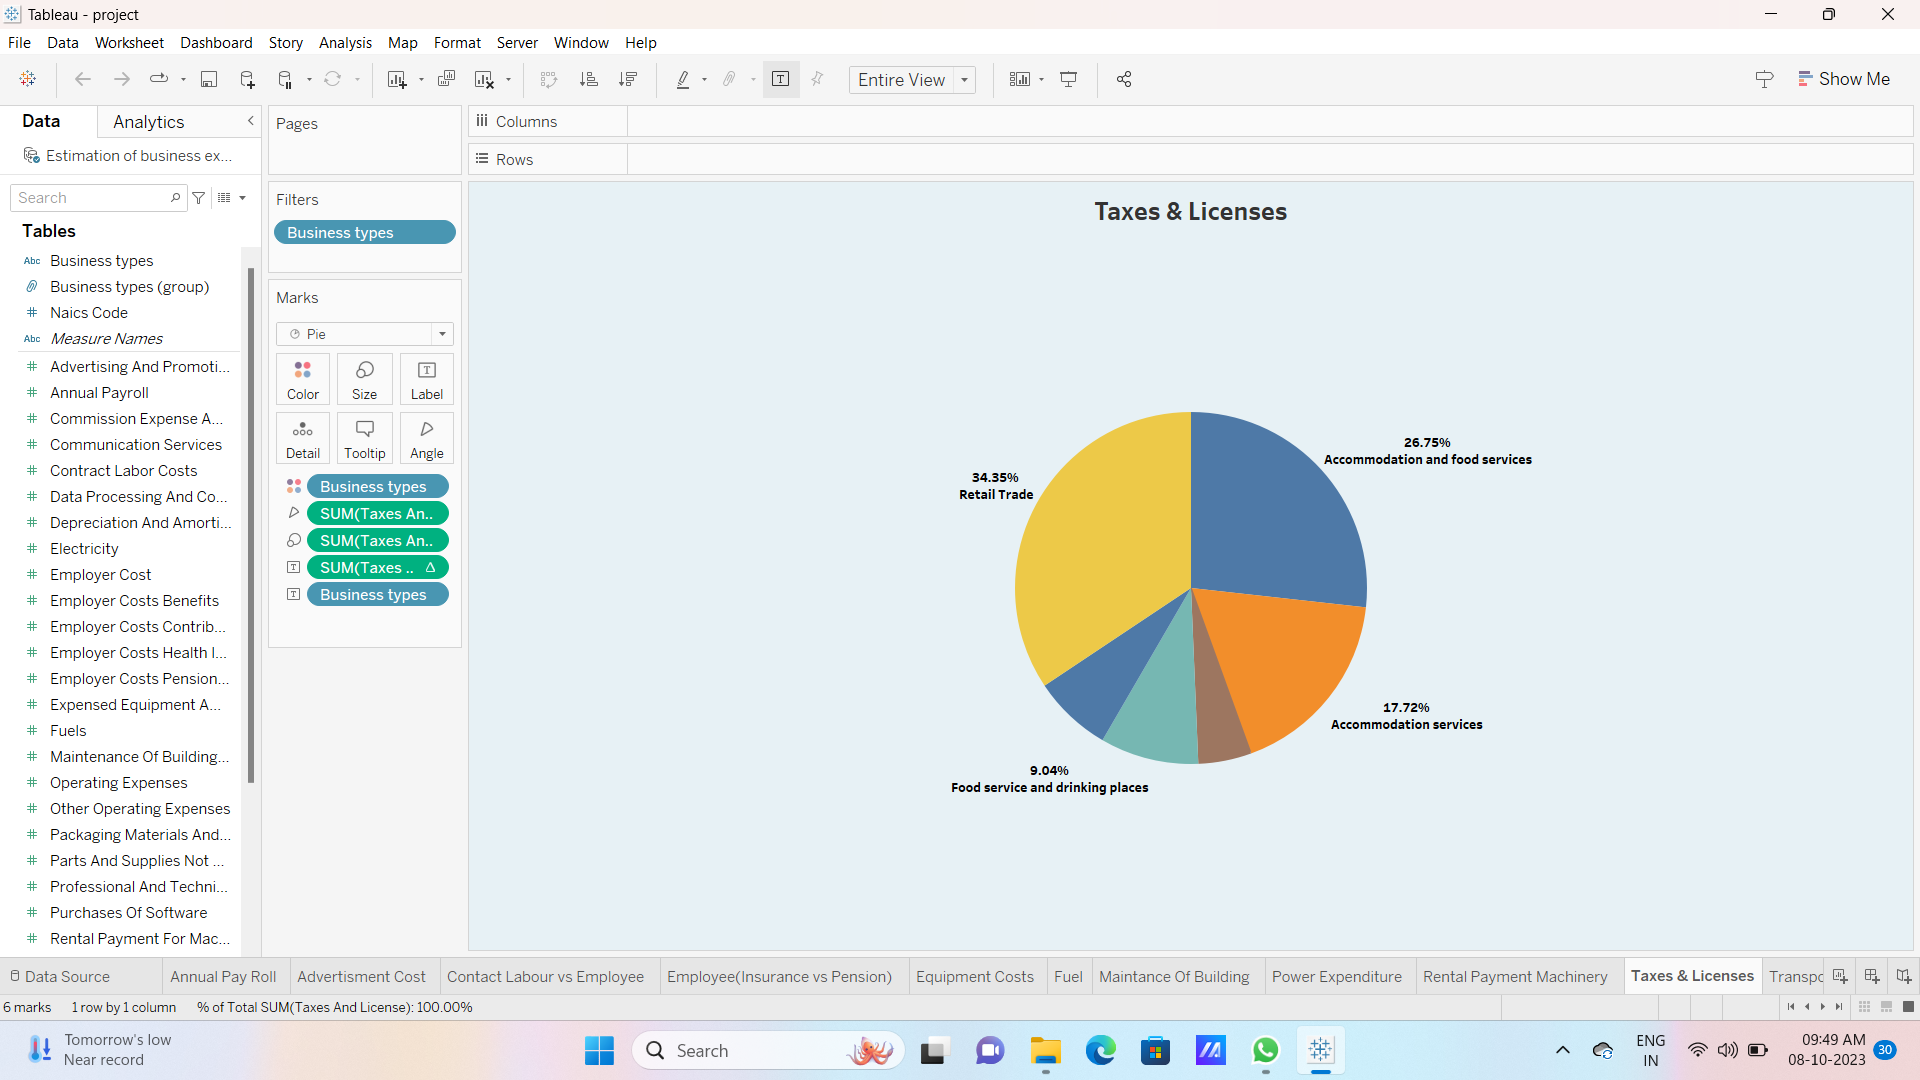 Tableau - project
File Data Worksheet Dashboard Story Analysis Map Format Server Window Help
Entire View
Show Me
Data Analytics
Estimation of business ex...
Search
Tables
Abc Business types
Business types (group)
# Naics Code
Abc Measure Names
# Advertising And Promoti...
# Annual Payroll
# Commission Expense A...
# Communication Services
# Contract Labor Costs
# Data Processing And Co...
# Depreciation And Amorti...
# Electricity
# Employer Cost
# Employer Costs Benefits
# Employer Costs Contrib...
# Employer Costs Health I...
# Employer Costs Pension...
# Expensed Equipment A...
# Fuels
# Maintenance Of Building...
# Operating Expenses
# Other Operating Expenses
# Packaging Materials And...
# Parts And Supplies Not ...
# Professional And Techni...
# Purchases Of Software
# Rental Payment For Mac...
Pages
Filters
Business types
Marks
Pie
Color Size Label
Detail Tooltip Angle
Business types
SUM(Taxes An..
SUM(Taxes An..
SUM(Taxes .. Δ
Business types
Columns
Rows
Taxes & Licenses
26.75%
Accommodation and food services
34.35%
Retail Trade
17.72%
Accommodation services
9.04%
Food service and drinking places
Data Source Annual Pay Roll Advertisment Cost Contact Labour vs Employee Employee(Insurance vs Pension) Equipment Costs Fuel Maintance Of Building Power Expenditure Rental Payment Machinery Taxes & Licenses Transpo
6 marks 1 row by 1 column % of Total SUM(Taxes And License): 100.00%
Tomorrow's low
Near record
Search
ENG
IN
09:49 AM
08-10-2023
30